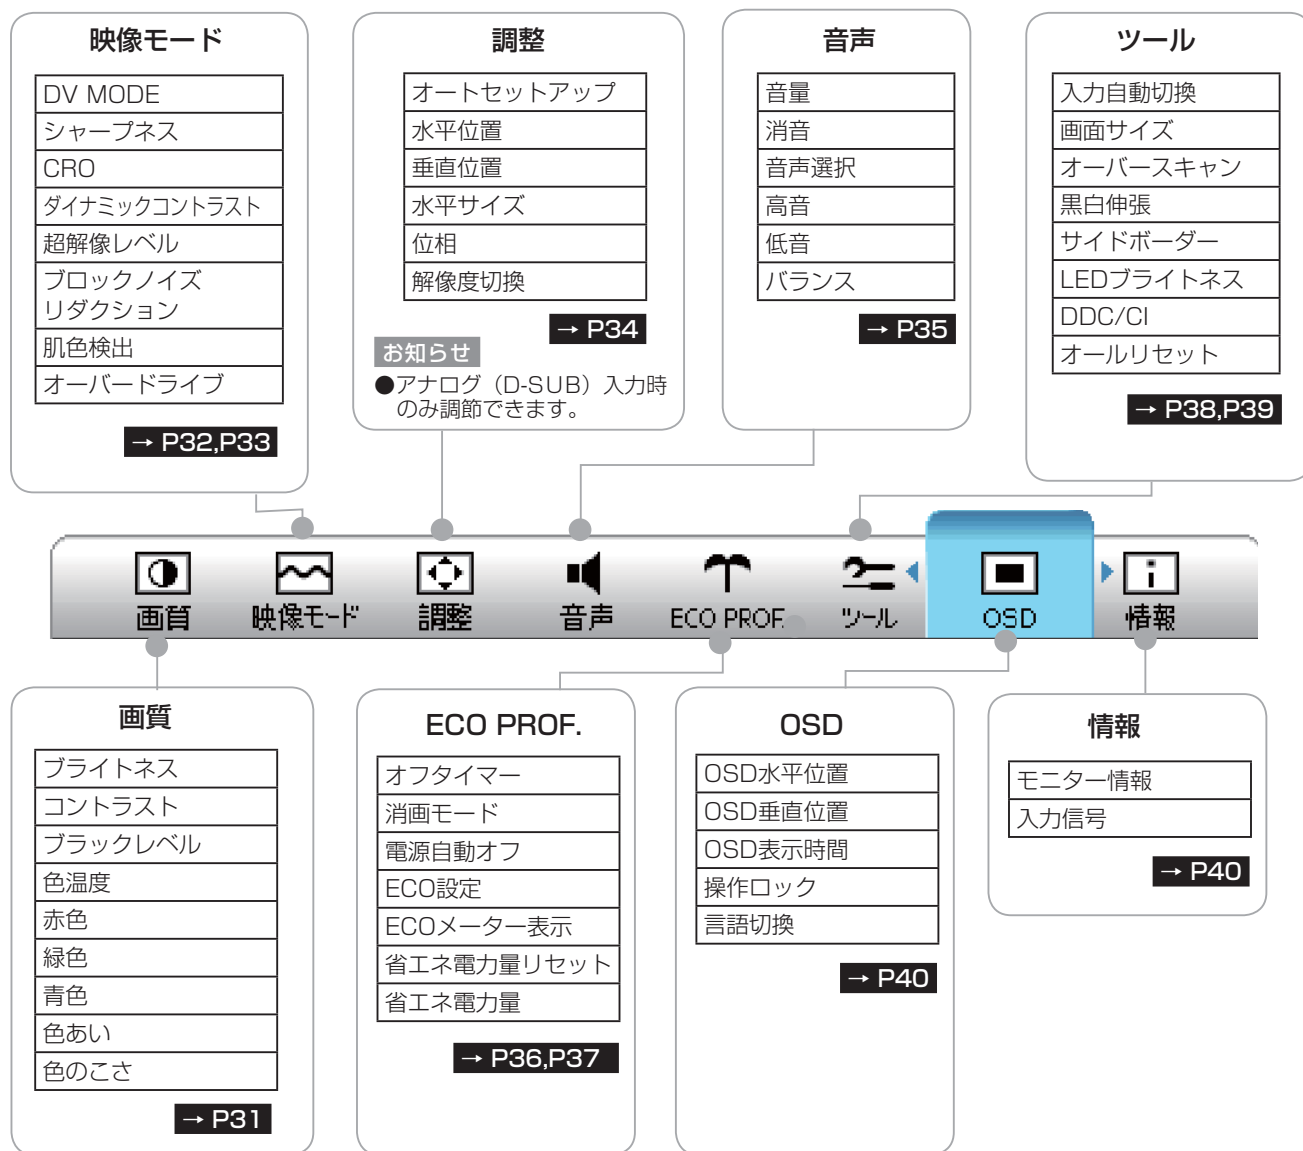 映像モード
DV MODE
シャープネス
CRO
ダイナミックコントラスト
超解像レベル
ブロックノイズ
リダクション
肌色検出
オーバードライブ
→ P32,P33
調整
オートセットアップ
水平位置
垂直位置
水平サイズ
位相
解像度切換
→ P34
お知らせ
●アナログ（D-SUB）入力時
のみ調節できます。
音声
音量
消音
音声選択
高音
低音
バランス
→ P35
ツール
入力自動切換
画面サイズ
オーバースキャン
黒白伸張
サイドボーダー
LEDブライトネス
DDC/CI
オールリセット
→ P38,P39
画質
映像モード
調整
音声
ECO PROF.
ツール
OSD
情報
画質
ブライトネス
コントラスト
ブラックレベル
色温度
赤色
緑色
青色
色あい
色のこさ
→ P31
ECO PROF.
オフタイマー
消画モード
電源自動オフ
ECO設定
ECOメーター表示
省エネ電力量リセット
省エネ電力量
→ P36,P37
OSD
OSD水平位置
OSD垂直位置
OSD表示時間
操作ロック
言語切換
→ P40
情報
モニター情報
入力信号
→ P40